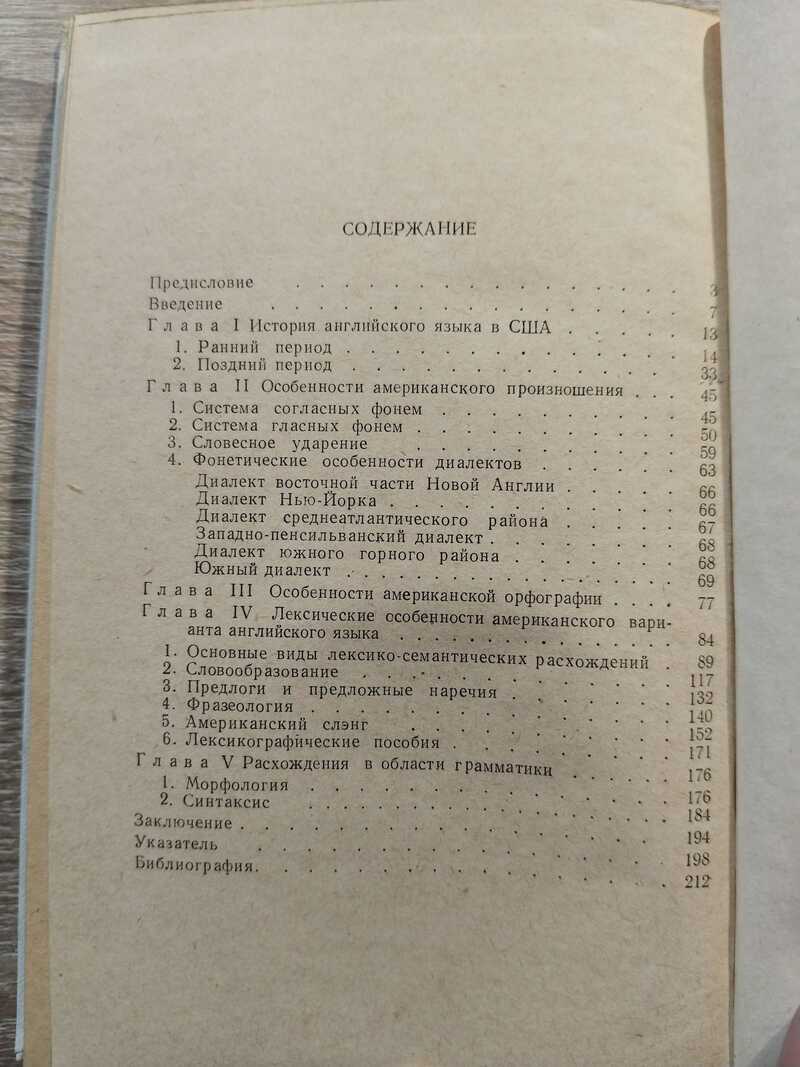 СОДЕРЖАНИЕ
Предисловие . . . . . . . . . . . . . . . . 3
Введение . . . . . . . . . . . . . . . . 7
Глава I История английского языка в США . . . . . 13
1. Ранний период . . . . . . . . . . . . . 14
2. Поздний период . . . . . . . . . . . . . 33
Глава II Особенности американского произношения . . . 45
1. Система согласных фонем . . . . . . . . . . 45
2. Система гласных фонем . . . . . . . . . . . 50
3. Словесное ударение . . . . . . . . . . . 59
4. Фонетические особенности диалектов . . . . . . 63
Диалект восточной части Новой Англии . . . . . 66
Диалект Нью-Йорка . . . . . . . . . . . . 66
Диалект среднеатлантического района . . . . . . 67
Западно-пенсильванский диалект . . . . . . . . 68
Диалект южного горного района . . . . . . . . 68
Южный диалект . . . . . . . . . . . . . 69
Глава III Особенности американской орфографии . . . . 77
Глава IV Лексические особенности американского вари-
анта английского языка . . . . . . . . . . . . 84
1. Основные виды лексико-семантических расхождений . 89
2. Словообразование . . . . . . . . . . . . 117
3. Предлоги и предложные наречия . . . . . . . 132
4. Фразеология . . . . . . . . . . . . . . 140
5. Американский слэнг . . . . . . . . . . . 152
6. Лексикографические пособия . . . . . . . . . 171
Глава V Расхождения в области грамматики . . . . . 176
1. Морфология . . . . . . . . . . . . . . 176
2. Синтаксис . . . . . . . . . . . . . . 184
Заключение . . . . . . . . . . . . . . . . 194
Указатель . . . . . . . . . . . . . . . . 198
Библиография . . . . . . . . . . . . . . . . 212